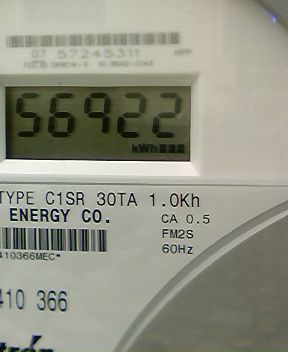 07 57245311
56922
kWh
TYPE C1SR 30TA 1.0Kh
ENERGY CO.
CA 0.5
FM2S
60Hz
410366MEC*
410 366